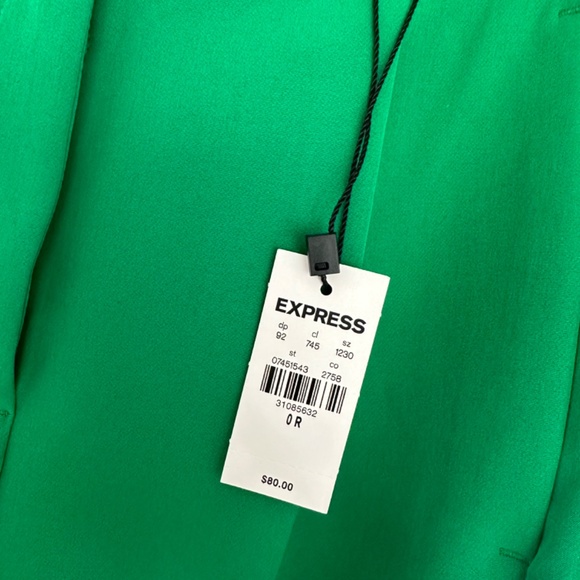 EXPRESS
dp cl sz
92 745 1230
st co
07451543 2758
31085632
0 R
$80.00